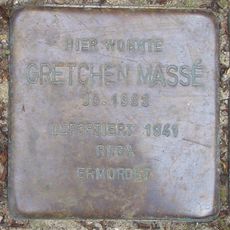 HIER WOHNTE
GRETCHEN MASSÉ
JG. 1883
DEPORTIERT 1941
RIGA
ERMORDET